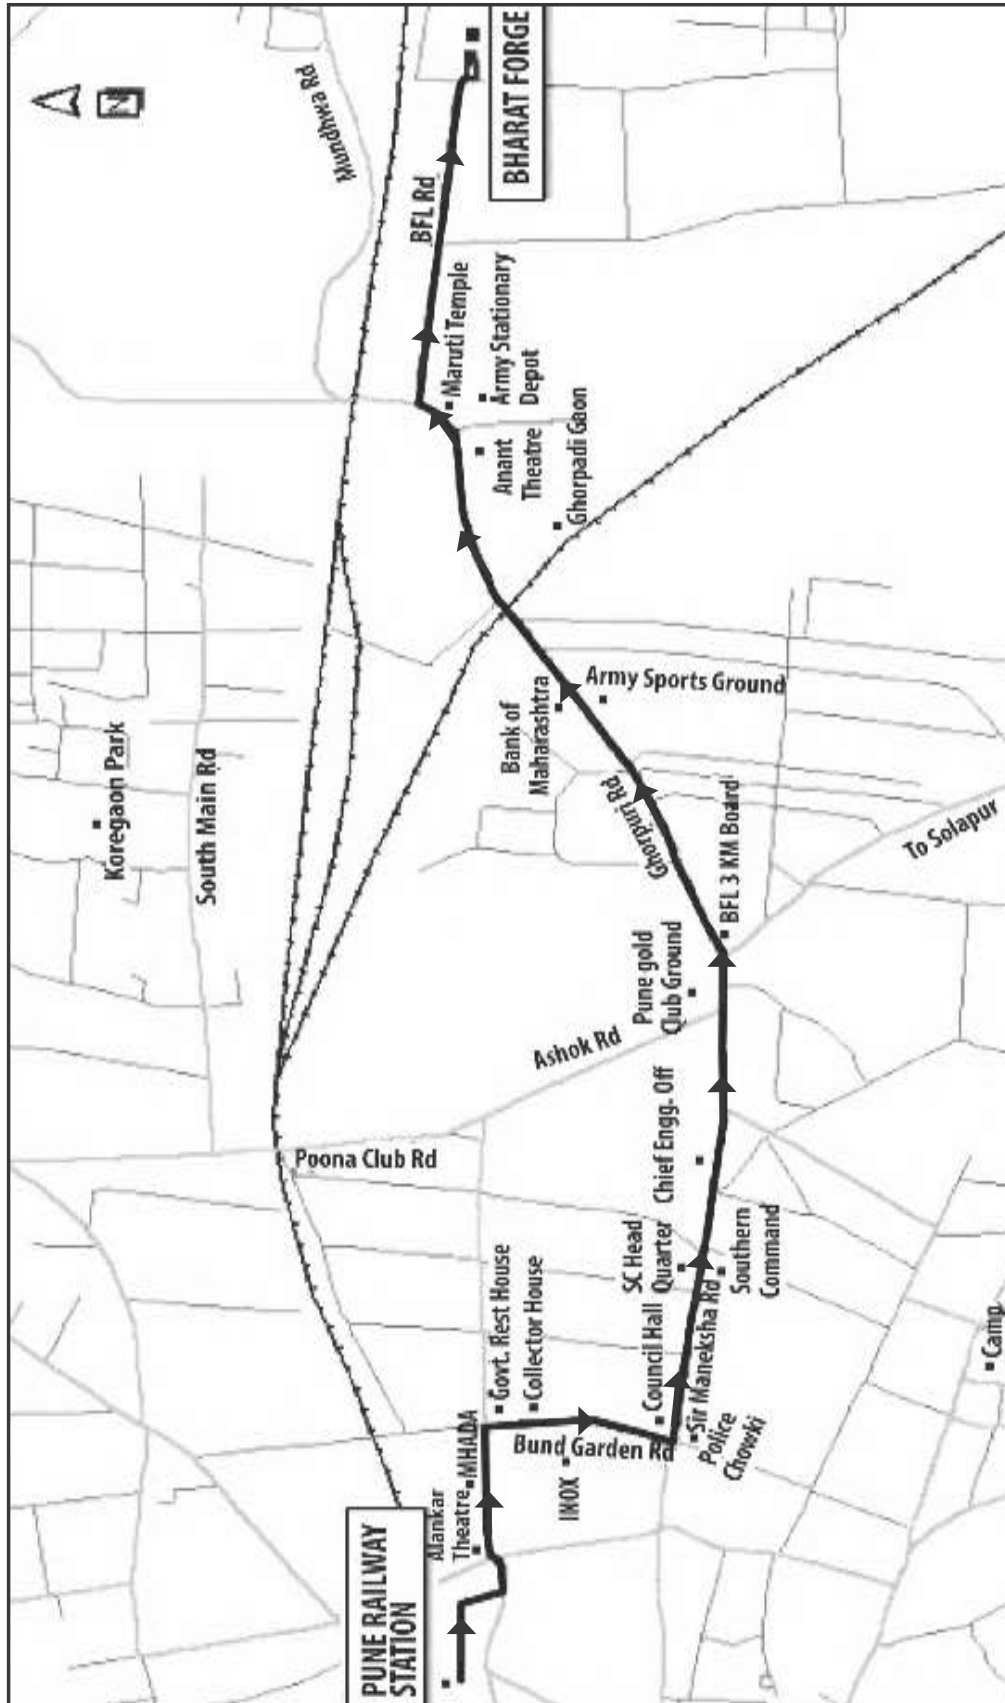 PUNE RAILWAY
STATION
Alankar
Theatre
MHADA
Govt. Rest House
Collector House
INOX
Bund Garden Rd
Council Hall
Police
Chowki
Sir Maneksha Rd
SC Head
Quarter
Southern
Command
Camp
Chief Engg. Off
Poona Club Rd
Ashok Rd
Pune gold
Club Ground
BFL 3 KM Board
To Solapur
Ghorpuri Rd
South Main Rd
Koregaon Park
Bank of
Maharashtra
Army Sports Ground
Ghorpadi Gaon
Anant
Theatre
Army Stationary
Depot
Maruti Temple
BFL Rd
Mundhwa Rd
BHARAT FORGE
N